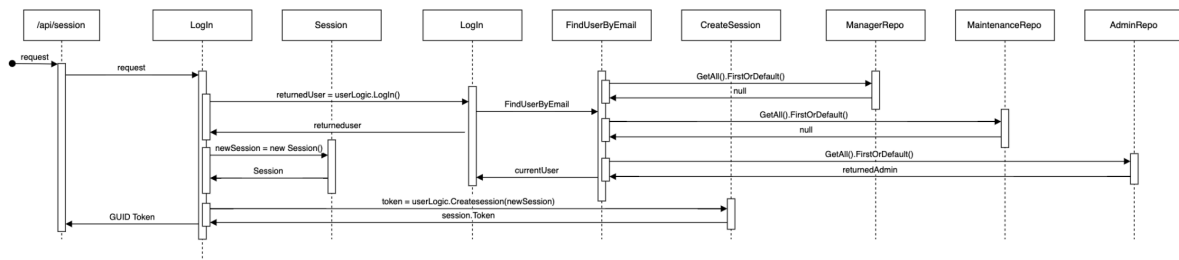 /api/session
LogIn
Session
LogIn
FindUserByEmail
CreateSession
ManagerRepo
MaintenanceRepo
AdminRepo
request
request
GetAll().FirstOrDefault()
null
returnedUser = userLogic.LogIn()
FindUserByEmail
GetAll().FirstOrDefault()
returneduser
null
newSession = new Session()
GetAll().FirstOrDefault()
Session
currentUser
returnedAdmin
token = userLogic.Createsession(newSession)
GUID Token
session.Token